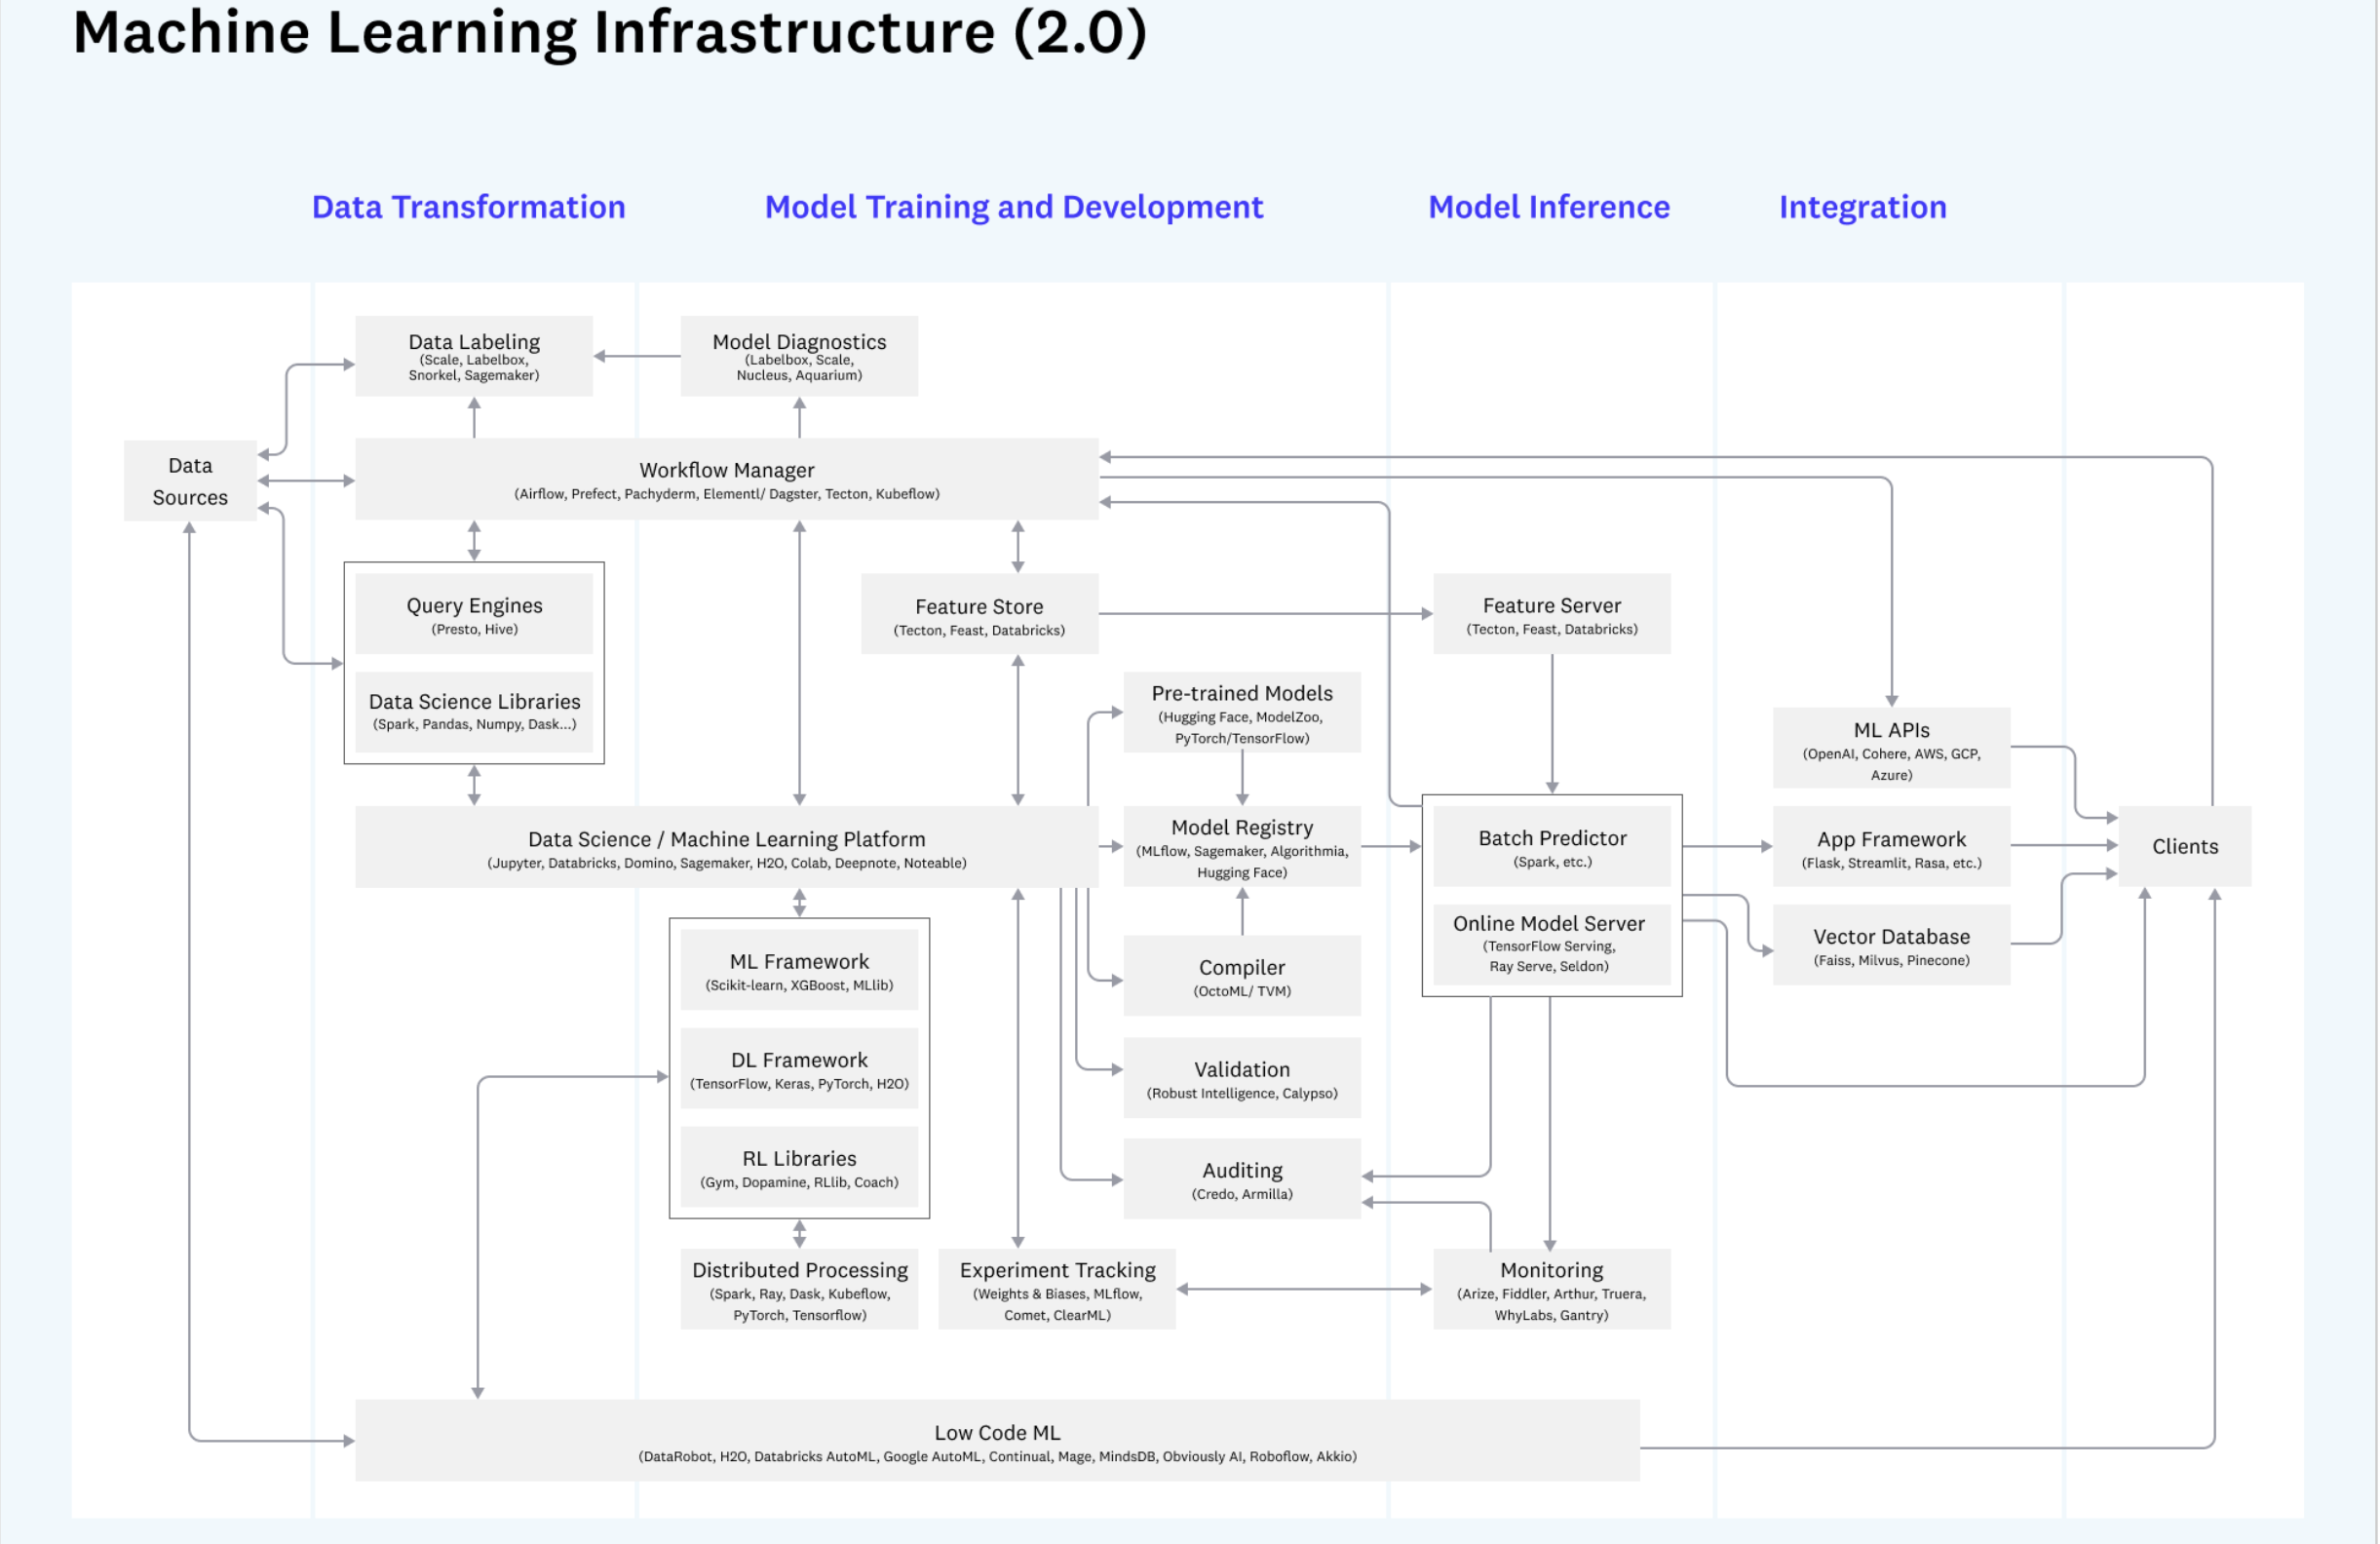 Machine Learning Infrastructure (2.0)
Data Transformation
Model Training and Development
Model Inference
Integration
Data Labeling
(Scale, Labelbox,
Snorkel, Sagemaker)
Model Diagnostics
(Labelbox, Scale,
Nucleus, Aquarium)
Data
Sources
Workflow Manager
(Airflow, Prefect, Pachyderm, Elementl/ Dagster, Tecton, Kubeflow)
Query Engines
(Presto, Hive)
Data Science Libraries
(Spark, Pandas, Numpy, Dask...)
Feature Store
(Tecton, Feast, Databricks)
Feature Server
(Tecton, Feast, Databricks)
Pre-trained Models
(Hugging Face, ModelZoo,
PyTorch/TensorFlow)
ML APIs
(OpenAI, Cohere, AWS, GCP,
Azure)
Data Science / Machine Learning Platform
(Jupyter, Databricks, Domino, Sagemaker, H2O, Colab, Deepnote, Noteable)
Model Registry
(MLflow, Sagemaker, Algorithmia,
Hugging Face)
Batch Predictor
(Spark, etc.)
App Framework
(Flask, Streamlit, Rasa, etc.)
Clients
Online Model Server
(TensorFlow Serving,
Ray Serve, Seldon)
Vector Database
(Faiss, Milvus, Pinecone)
ML Framework
(Scikit-learn, XGBoost, MLlib)
Compiler
(OctoML/ TVM)
DL Framework
(TensorFlow, Keras, PyTorch, H2O)
Validation
(Robust Intelligence, Calypso)
RL Libraries
(Gym, Dopamine, RLlib, Coach)
Auditing
(Credo, Armilla)
Distributed Processing
(Spark, Ray, Dask, Kubeflow,
PyTorch, Tensorflow)
Experiment Tracking
(Weights & Biases, MLflow,
Comet, ClearML)
Monitoring
(Arize, Fiddler, Arthur, Truera,
WhyLabs, Gantry)
Low Code ML
(DataRobot, H2O, Databricks AutoML, Google AutoML, Continual, Mage, MindsDB, Obviously AI, Roboflow, Akkio)